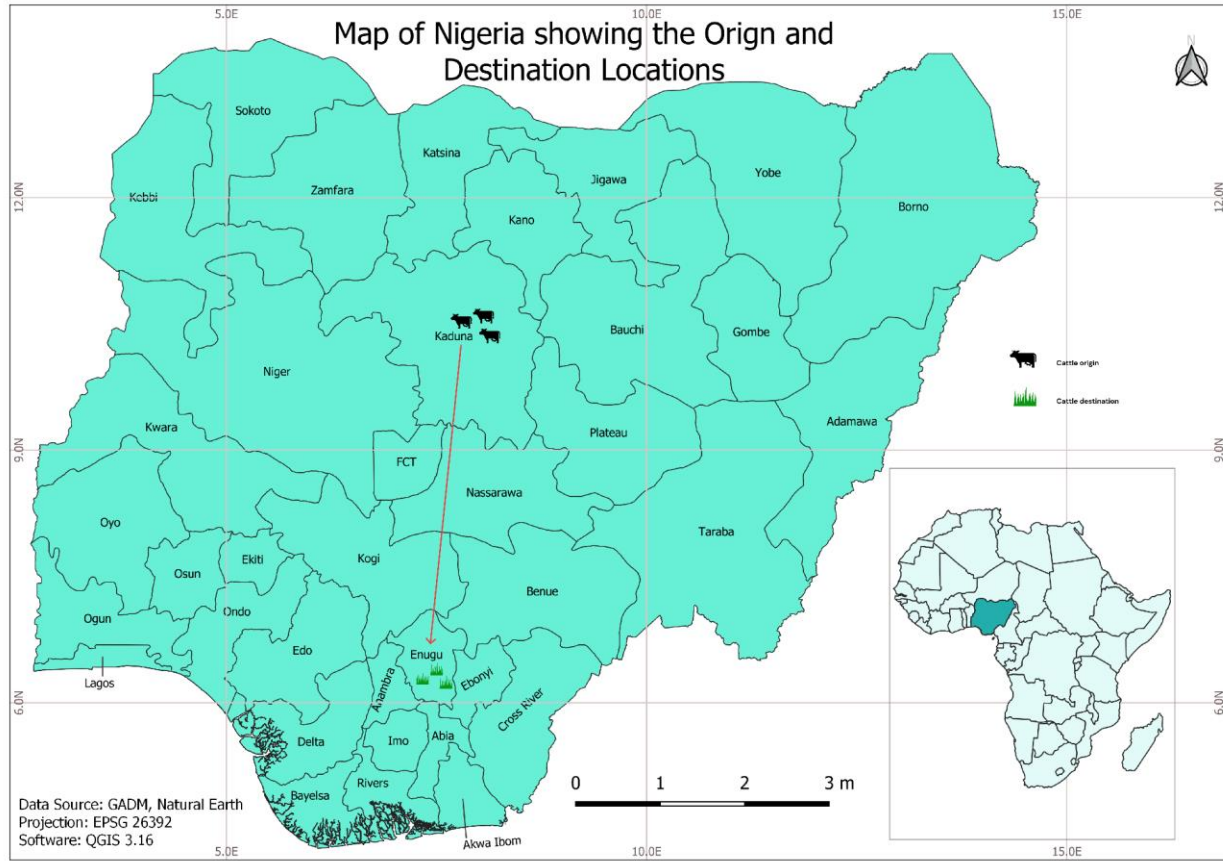 5.0E
10.0E
15.0E
Map of Nigeria showing the Orign and
Destination Locations
N
Sokoto
Katsina
Zamfara
Jigawa
Yobe
Kebbi
Kano
Borno
12.0N
12.0N
Kaduna
Bauchi
Gombe
Niger
Cattle origin
Cattle destination
Adamawa
Kwara
Plateau
9.0N
9.0N
FCT
Nassarawa
Oyo
Taraba
Kogi
Ekiti
Osun
Benue
Ogun
Ondo
Edo
Enugu
Lagos
Anambra
Ebonyi
Cross River
6.0N
6.0N
Delta
Imo
Abia
Rivers
Bayelsa
Akwa Ibom
0 1 2 3 m
Data Source: GADM, Natural Earth
Projection: EPSG 26392
Software: QGIS 3.16
5.0E
10.0E
15.0E